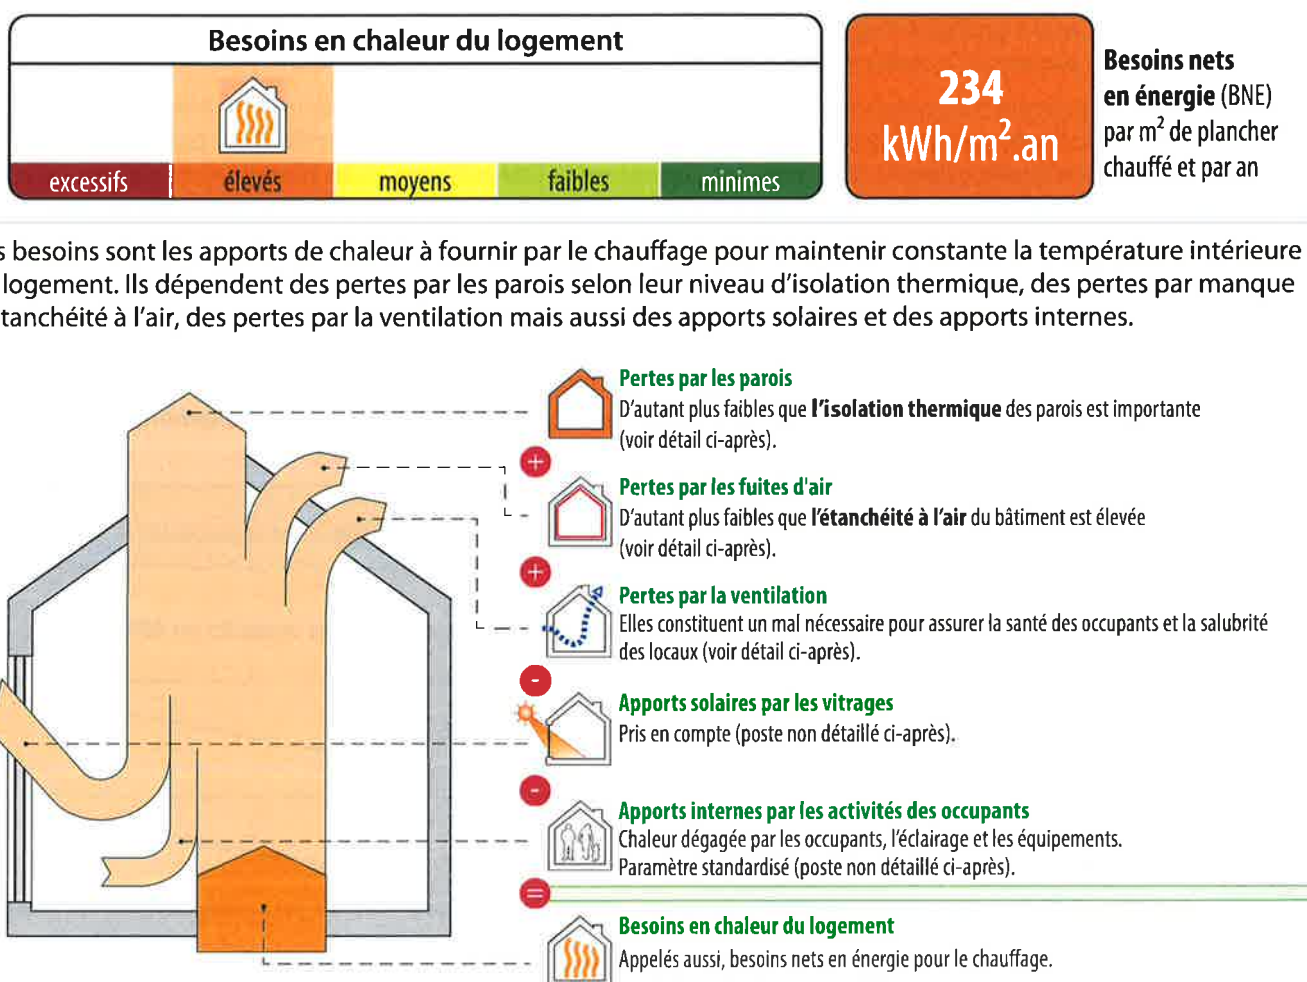 Besoins en chaleur du logement
excessifs
élevés
moyens
faibles
minimes
234
kWh/m².an
Besoins nets
en énergie (BNE)
par m² de plancher
chauffé et par an
s besoins sont les apports de chaleur à fournir par le chauffage pour maintenir constante la température intérieure
logement. Ils dépendent des pertes par les parois selon leur niveau d'isolation thermique, des pertes par manque
tanchéité à l'air, des pertes par la ventilation mais aussi des apports solaires et des apports internes.
Pertes par les parois
D'autant plus faibles que l'isolation thermique des parois est importante
(voir détail ci-après).
+
Pertes par les fuites d'air
D'autant plus faibles que l'étanchéité à l'air du bâtiment est élevée
(voir détail ci-après).
+
Pertes par la ventilation
Elles constituent un mal nécessaire pour assurer la santé des occupants et la salubrité
des locaux (voir détail ci-après).
-
Apports solaires par les vitrages
Pris en compte (poste non détaillé ci-après).
-
Apports internes par les activités des occupants
Chaleur dégagée par les occupants, l'éclairage et les équipements.
Paramètre standardisé (poste non détaillé ci-après).
=
Besoins en chaleur du logement
Appelés aussi, besoins nets en énergie pour le chauffage.